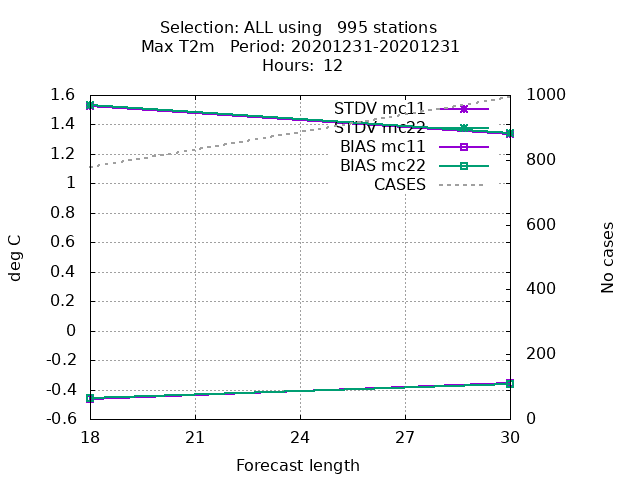 Selection: ALL using 995 stations
Max T2m Period: 20201231-20201231
Hours: 12
1.6
1.4
1.2
1
0.8
0.6
0.4
0.2
0
-0.2
-0.4
-0.6
deg C
STDV mc11
STDV mc22
BIAS mc11
BIAS mc22
CASES
1000
800
600
400
200
0
No cases
18 21 24 27 30
Forecast length